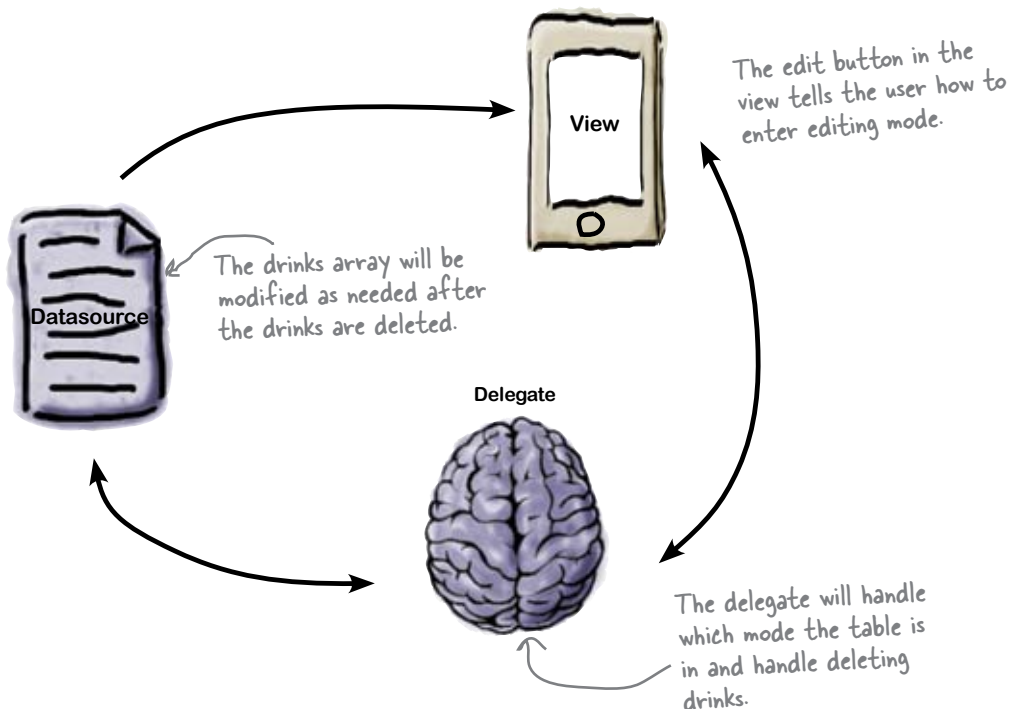 View
The edit button in the
view tells the user how to
enter editing mode.
Datasource
The drinks array will be
modified as needed after
the drinks are deleted.
Delegate
The delegate will handle
which mode the table is
in and handle deleting
drinks.